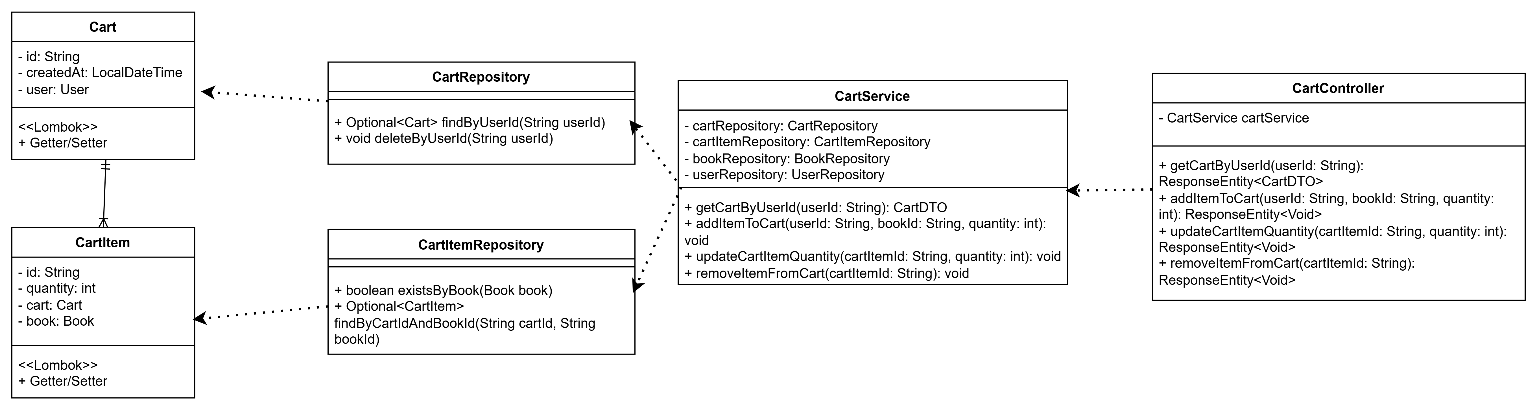 Cart
- id: String
- createdAt: LocalDateTime
- user: User
<<Lombok>>
+ Getter/Setter
CartItem
- id: String
- quantity: int
- cart: Cart
- book: Book
<<Lombok>>
+ Getter/Setter
CartRepository
+ Optional<Cart> findByUserId(String userId)
+ void deleteByUserId(String userId)
CartItemRepository
+ boolean existsByBook(Book book)
+ Optional<CartItem>
findByCartIdAndBookId(String cartId, String
bookId)
CartService
- cartRepository: CartRepository
- cartItemRepository: CartItemRepository
- bookRepository: BookRepository
- userRepository: UserRepository
+ getCartByUserId(userId: String): CartDTO
+ addItemToCart(userId: String, bookId: String, quantity: int):
void
+ updateCartItemQuantity(cartItemId: String, quantity: int): void
+ removeItemFromCart(cartItemId: String): void
CartController
- CartService cartService
+ getCartByUserId(userId: String):
ResponseEntity<CartDTO>
+ addItemToCart(userId: String, bookId: String, quantity:
int): ResponseEntity<Void>
+ updateCartItemQuantity(cartItemId: String, quantity: int):
ResponseEntity<Void>
+ removeItemFromCart(cartItemId: String):
ResponseEntity<Void>